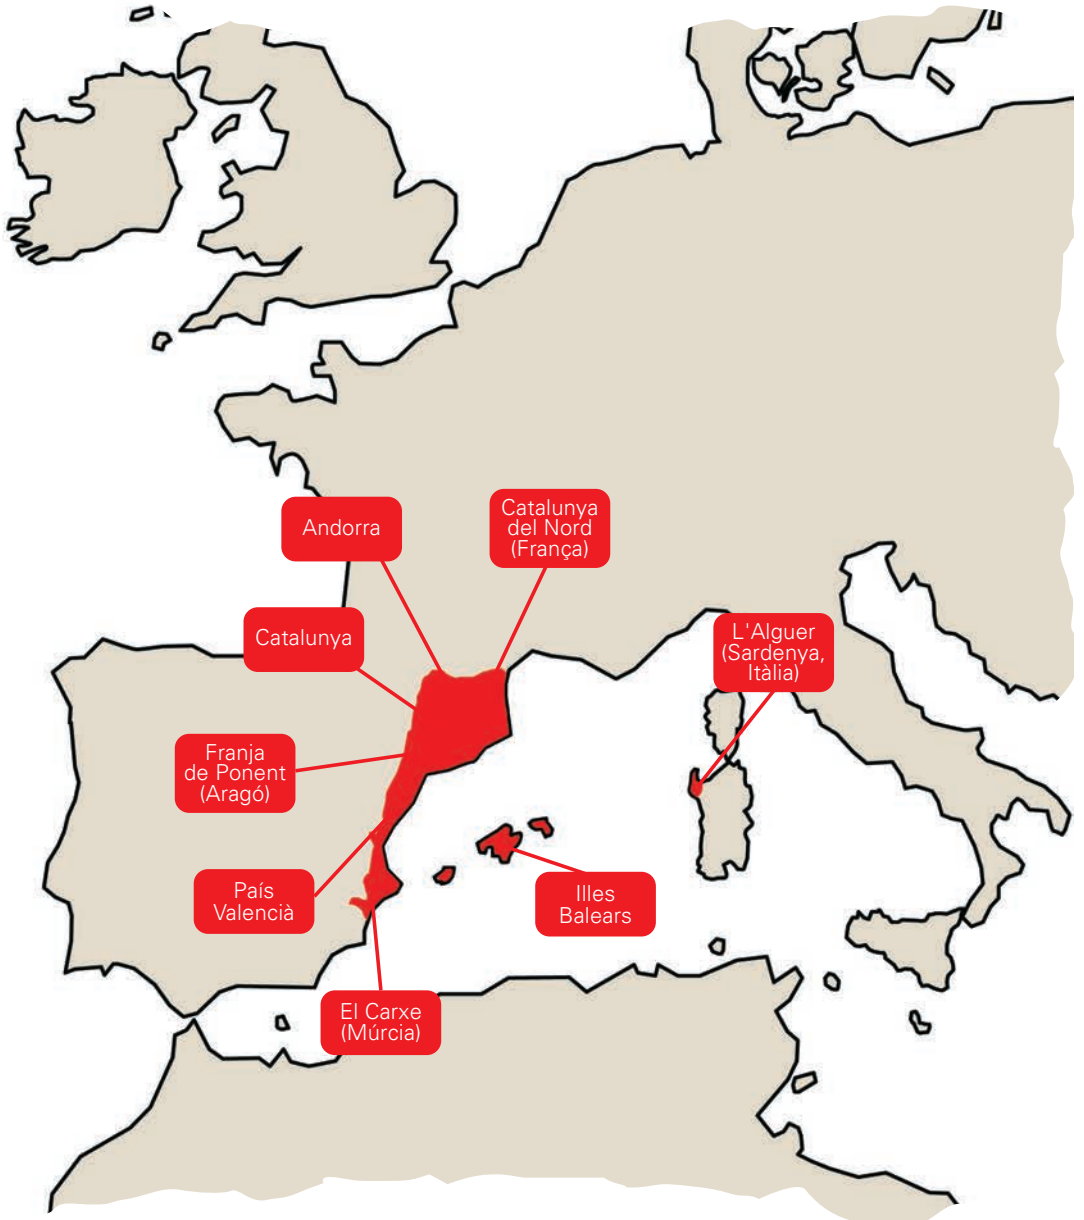 Andorra
Catalunya
del Nord
(França)
Catalunya
L'Alguer
(Sardenya,
Itàlia)
Franja
de Ponent
(Aragó)
País
Valencià
Illes
Balears
El Carxe
(Múrcia)